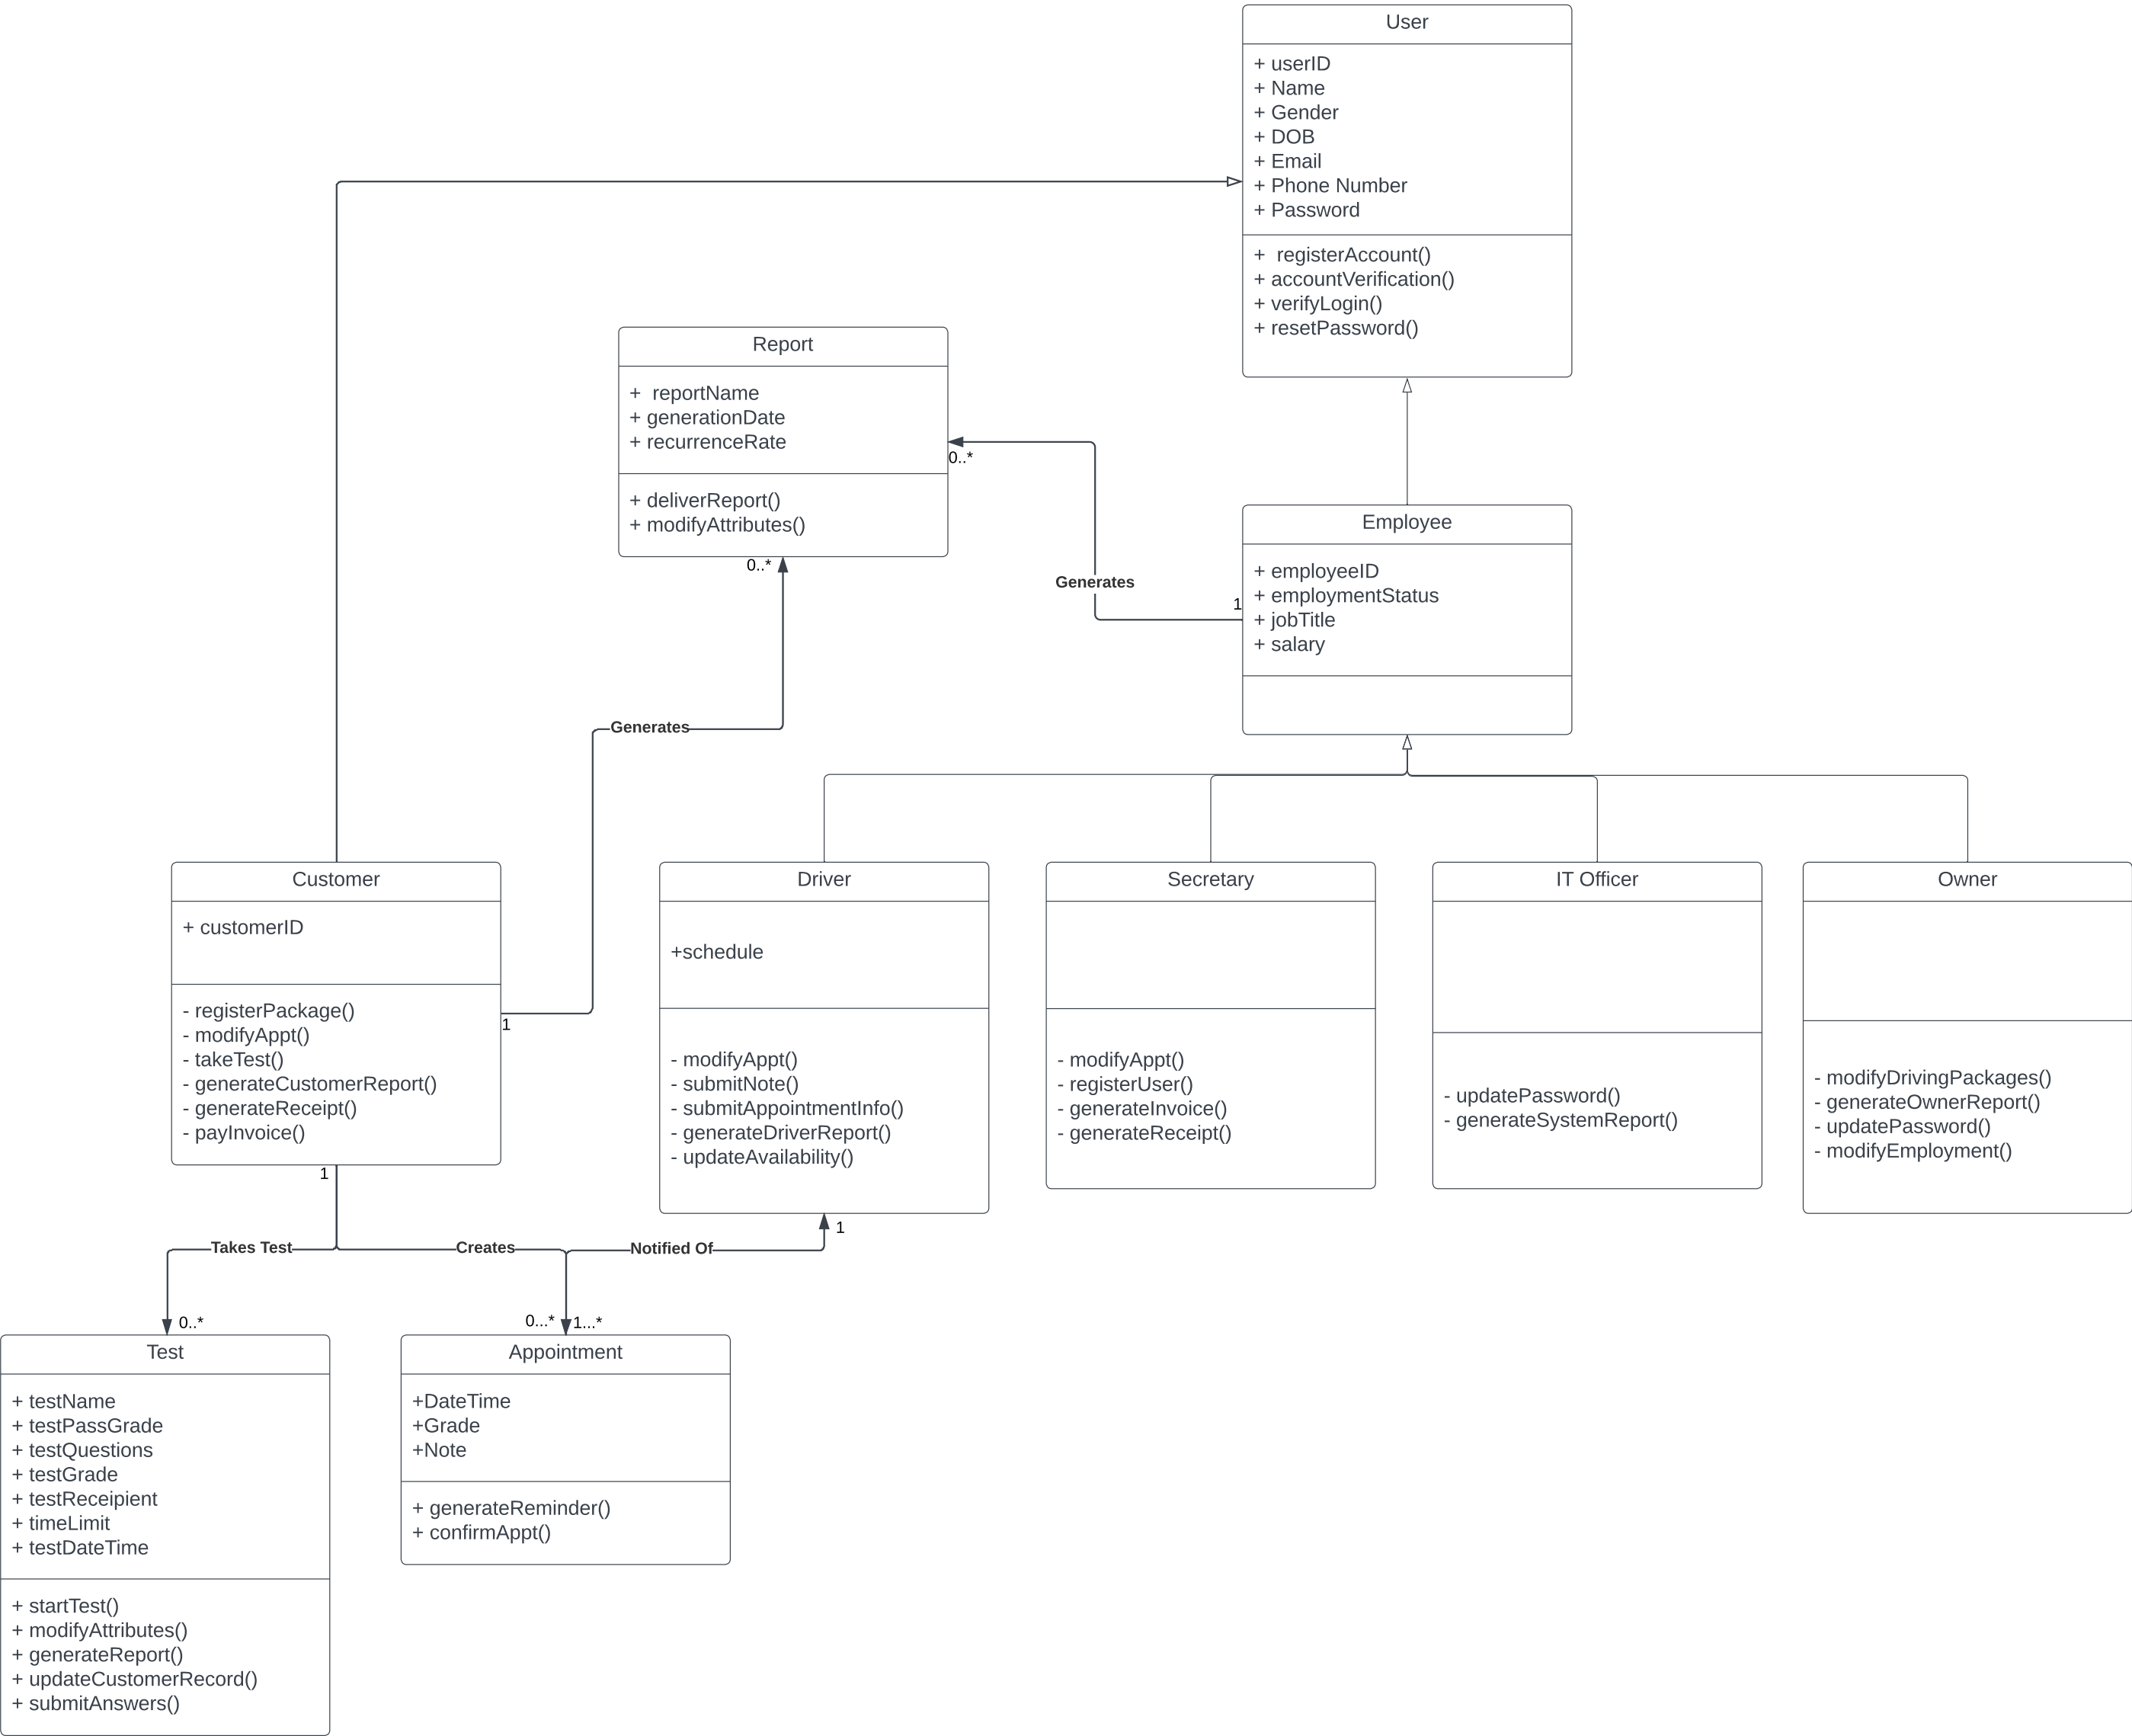 User
+ userID
+ Name
+ Gender
+ DOB
+ Email
+ Phone Number
+ Password
+  registerAccount()
+ accountVerification()
+ verifyLogin()
+ resetPassword()
Report
+  reportName
+ generationDate
+ recurrenceRate
+ deliverReport()
+ modifyAttributes()
0..*
0..*
Generates
1
Employee
+ employeeID
+ employmentStatus
+ jobTitle
+ salary
Generates
Customer
+ customerID
- registerPackage()
- modifyAppt()
- takeTest()
- generateCustomerReport()
- generateReceipt()
- payInvoice()
1
1
Driver
+schedule
- modifyAppt()
- submitNote()
- submitAppointmentInfo()
- generateDriverReport()
- updateAvailability()
1
Secretary
- modifyAppt()
- registerUser()
- generateInvoice()
- generateReceipt()
IT Officer
- updatePassword()
- generateSystemReport()
Owner
- modifyDrivingPackages()
- generateOwnerReport()
- updatePassword()
- modifyEmployment()
Takes Test
Creates
Notified Of
0..*
0...*
1...*
Test
+ testName
+ testPassGrade
+ testQuestions
+ testGrade
+ testReceipient
+ timeLimit
+ testDateTime
+ startTest()
+ modifyAttributes()
+ generateReport()
+ updateCustomerRecord()
+ submitAnswers()
Appointment
+DateTime
+Grade
+Note
+ generateReminder()
+ confirmAppt()